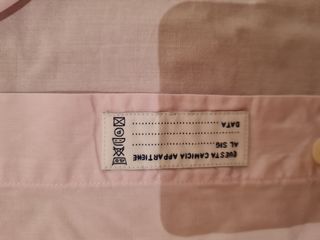 QUESTA CAMICIA APPARTIENE
AL SIG.......................
..............................
..............................
DATA .........................